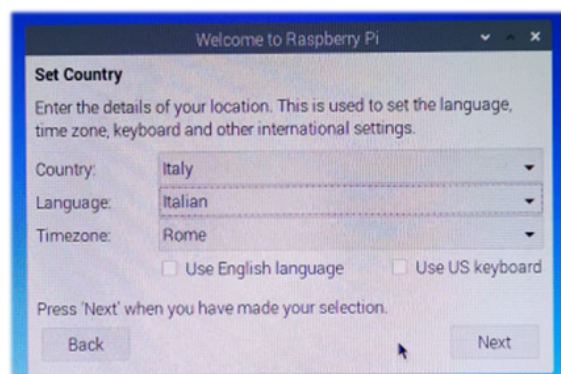 Welcome to Raspberry Pi
Set Country
Enter the details of your location. This is used to set the language,
time zone, keyboard and other international settings.
Country: Italy
Language: Italian
Timezone: Rome
Use English language Use US keyboard
Press 'Next' when you have made your selection.
Back Next